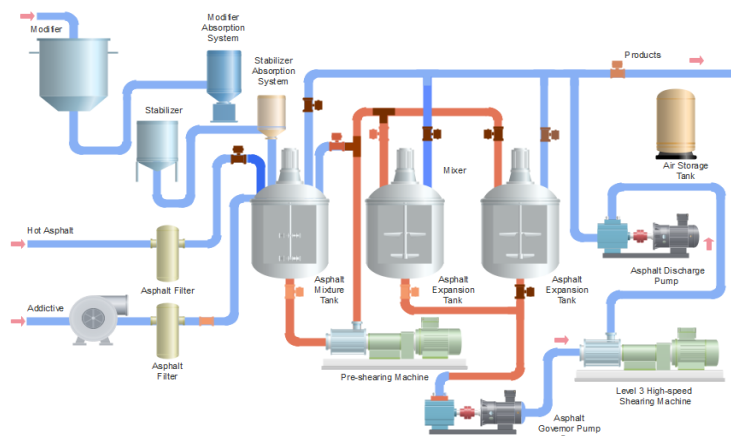 Modifier
Modifier
Absorption
System
Stabilizer
Absorption
System
Stabilizer
Products
Air Storage
Tank
Mixer
Hot Asphalt
Asphalt Filter
Asphalt
Mixture
Tank
Asphalt
Expansion
Tank
Asphalt
Expansion
Tank
Asphalt Discharge
Pump
Addictive
Asphalt
Filter
Pre-shearing Machine
Level 3 High-speed
Shearing Machine
Asphalt
Governor Pump